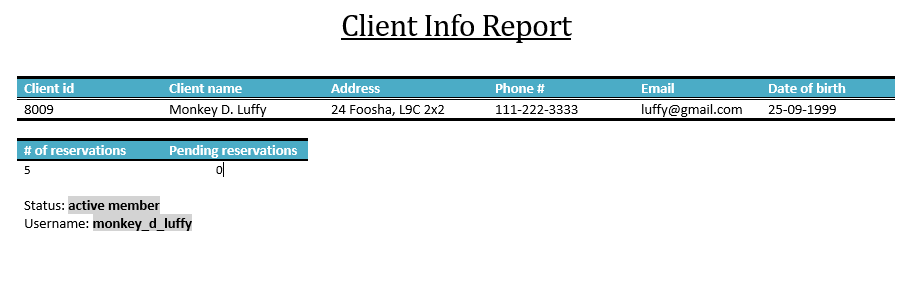 Client Info Report
Client id Client name Address Phone # Email Date of birth
8009 Monkey D. Luffy 24 Foosha, L9C 2x2 111-222-3333 luffy@gmail.com 25-09-1999
# of reservations Pending reservations
5 0
Status: active member
Username: monkey_d_luffy